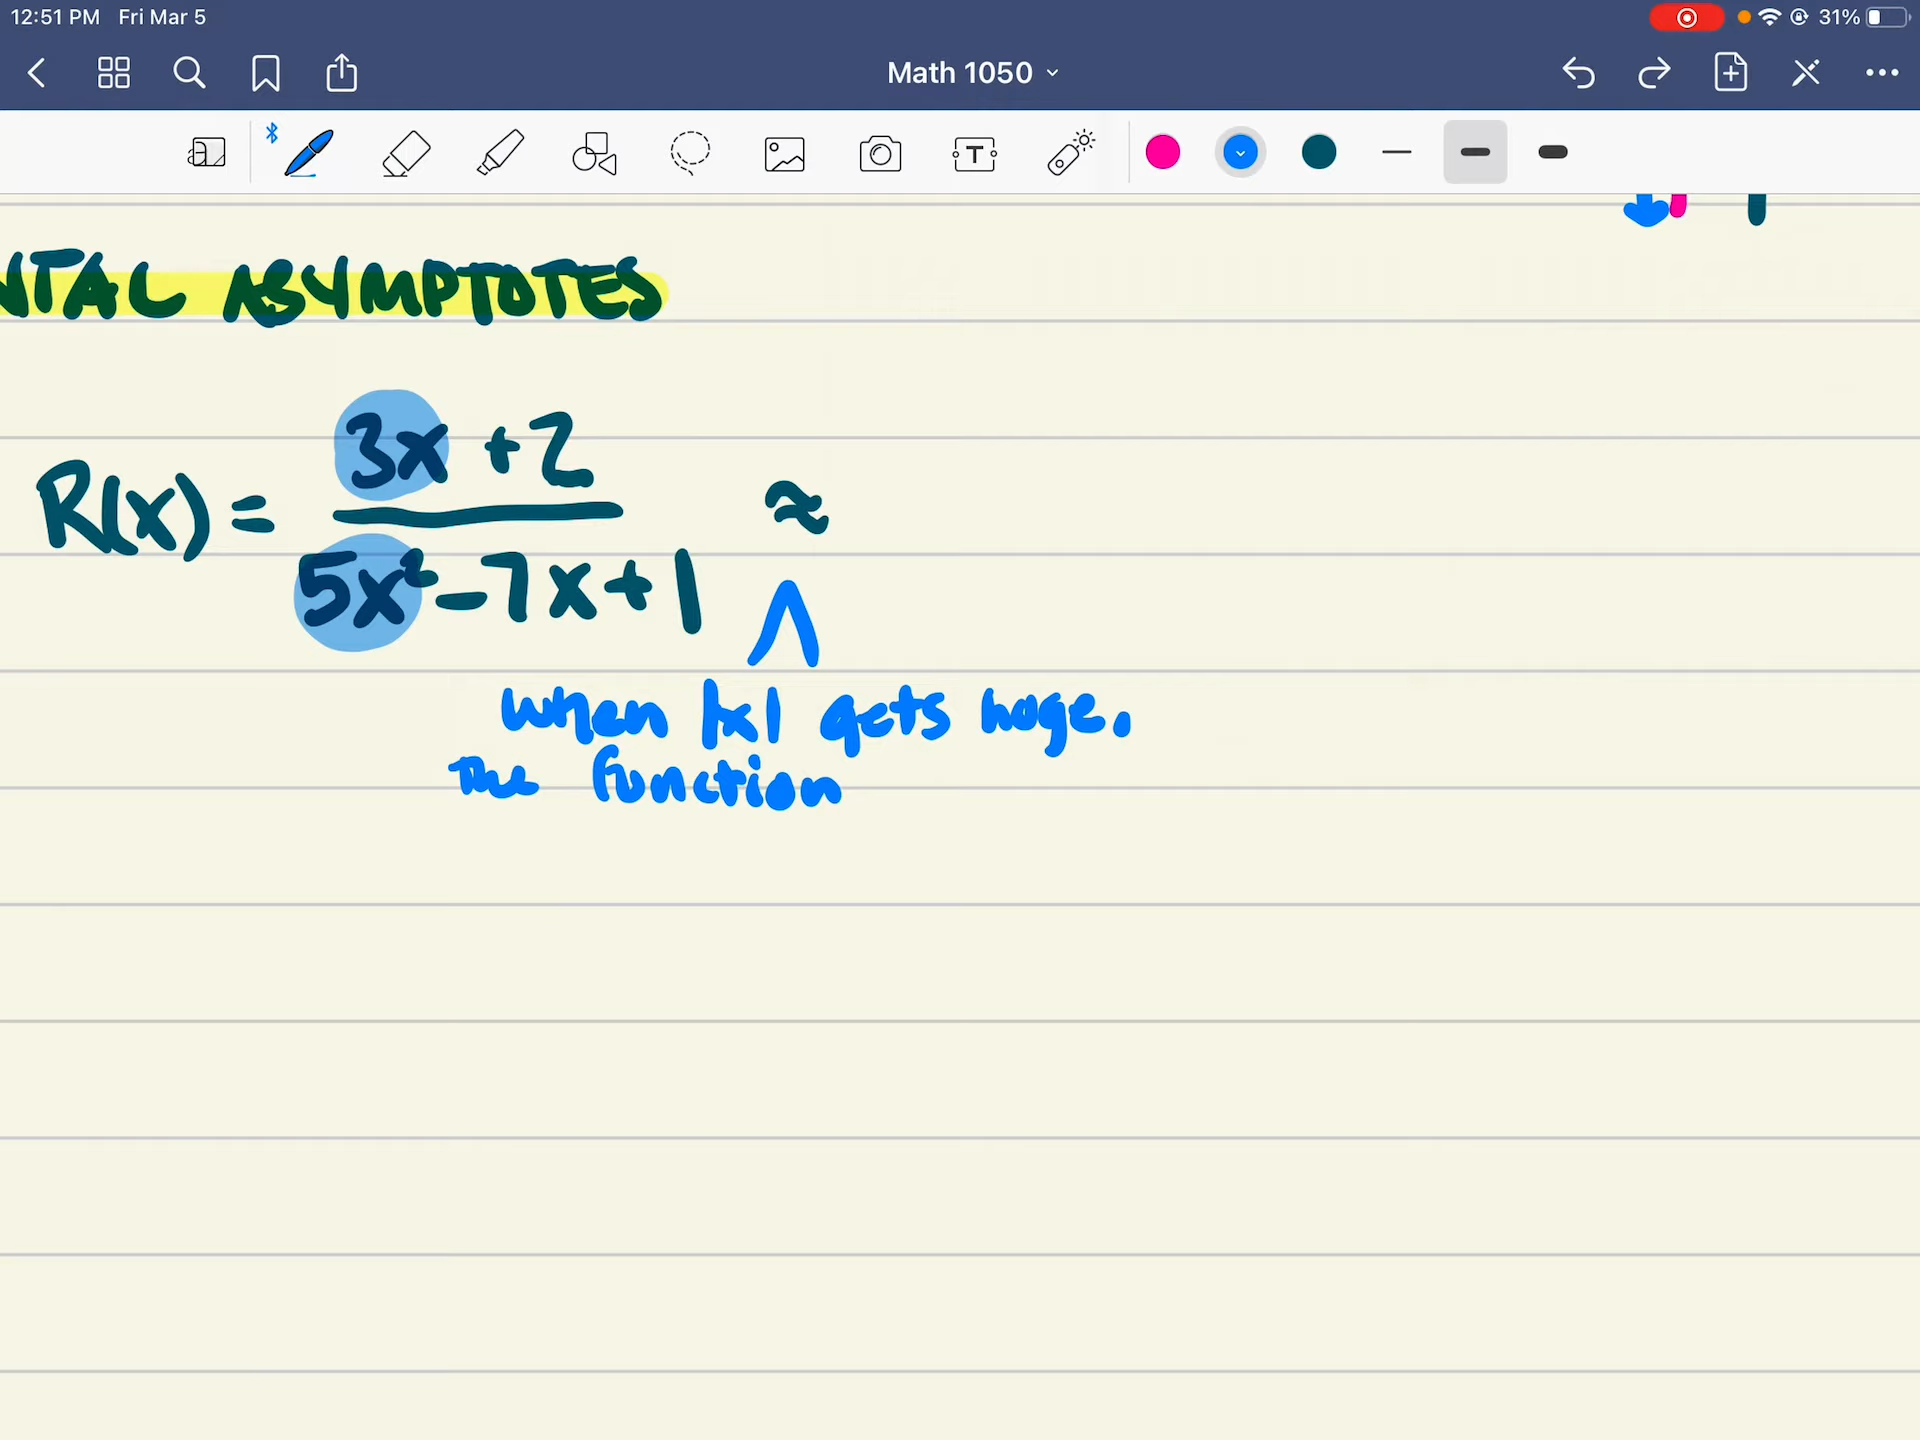 12:51 PM Fri Mar 5
31%
Math 1050
NTAL ASYMPTOTES
R(x) = 3x + 2 ≈
5x² - 7x + 1
when |x| gets huge.
The function